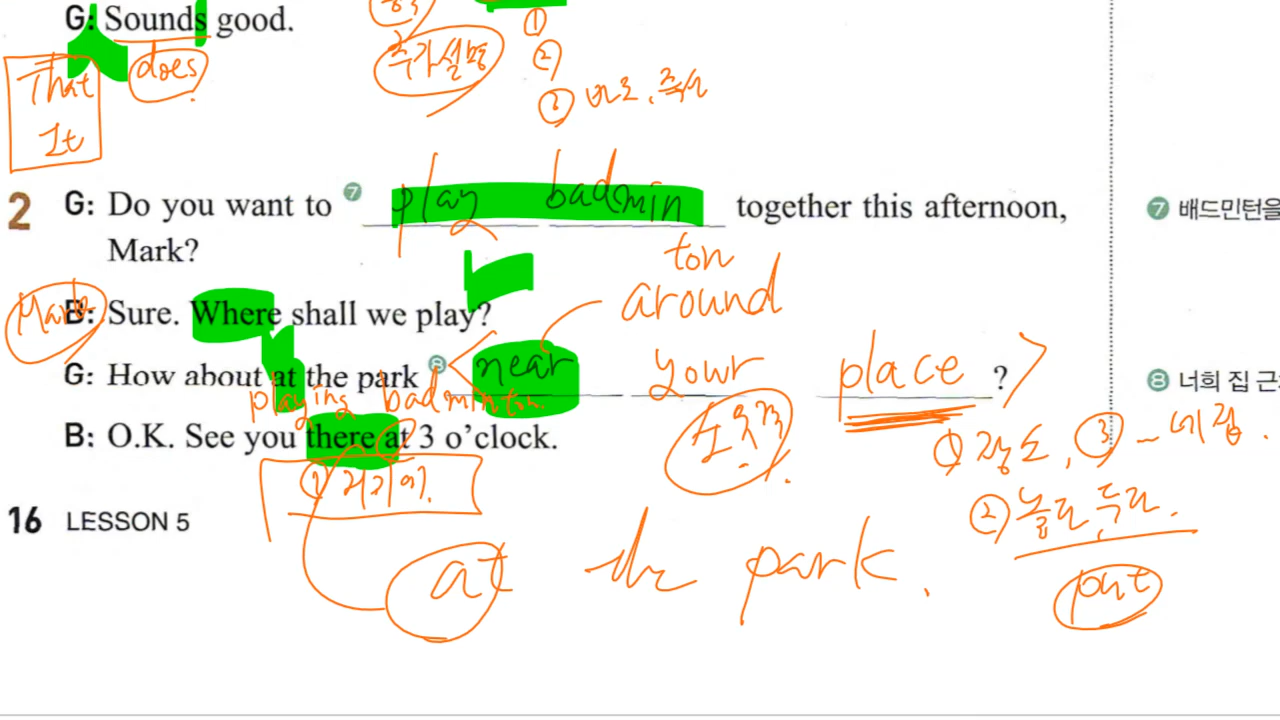 G: Sounds good.
That
It
does
추가설명
①
②
③ 바로, 즉시
2 G: Do you want to ⑦ play badmin together this afternoon,
ton
Mark?
Mark B: Sure. Where shall we play?
around
G: How about at the park ⑧ < near your place ? >
playing badminton
소유격
B: O.K. See you there at 3 o'clock.
① 장소, ③ ~네 집.
② 놓다, 두다.
put
① 거기에.
at the park.
16 LESSON 5
⑦ 배드민턴을
⑧ 너희 집 근